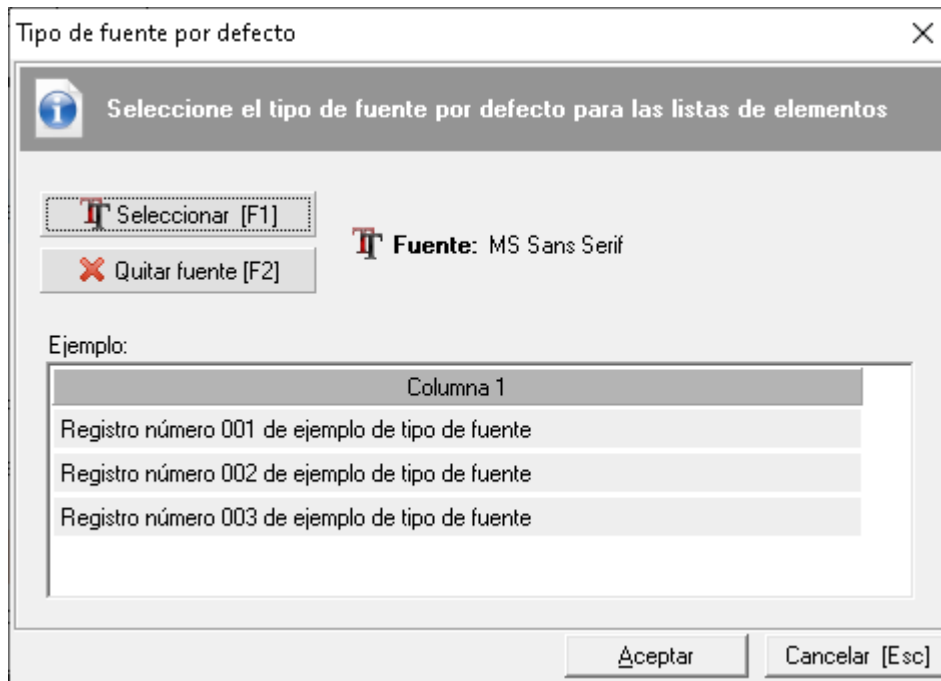 Tipo de fuente por defecto
Seleccione el tipo de fuente por defecto para las listas de elementos
Seleccionar [F1]
Quitar fuente [F2]
Fuente: MS Sans Serif
Ejemplo:
Columna 1
Registro número 001 de ejemplo de tipo de fuente
Registro número 002 de ejemplo de tipo de fuente
Registro número 003 de ejemplo de tipo de fuente
Aceptar
Cancelar [Esc]